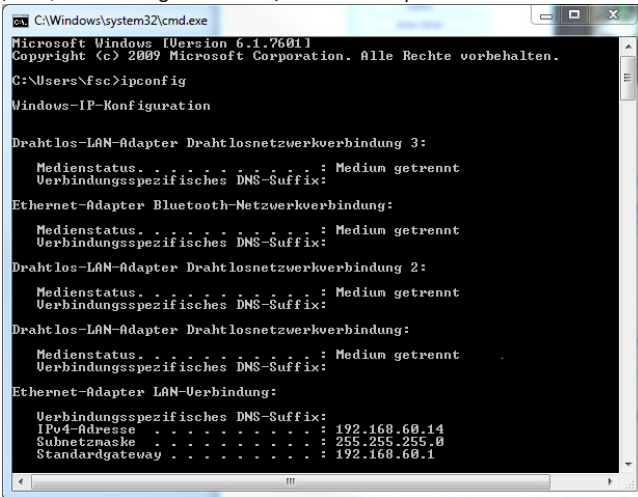 C:\Windows\system32\cmd.exe
Microsoft Windows [Version 6.1.7601]
Copyright (c) 2009 Microsoft Corporation. Alle Rechte vorbehalten.
C:\Users\fsc>ipconfig
Windows-IP-Konfiguration
Drahtlos-LAN-Adapter Drahtlosnetzwerkverbindung 3:
Medienstatus. . . . . . . . . . . : Medium getrennt
Verbindungsspezifisches DNS-Suffix:
Ethernet-Adapter Bluetooth-Netzwerkverbindung:
Medienstatus. . . . . . . . . . . : Medium getrennt
Verbindungsspezifisches DNS-Suffix:
Drahtlos-LAN-Adapter Drahtlosnetzwerkverbindung 2:
Medienstatus. . . . . . . . . . . : Medium getrennt
Verbindungsspezifisches DNS-Suffix:
Drahtlos-LAN-Adapter Drahtlosnetzwerkverbindung:
Medienstatus. . . . . . . . . . . : Medium getrennt
Verbindungsspezifisches DNS-Suffix:
Ethernet-Adapter LAN-Verbindung:
Verbindungsspezifisches DNS-Suffix:
IPv4-Adresse  . . . . . . . . . . : 192.168.60.14
Subnetzmaske  . . . . . . . . . . : 255.255.255.0
Standardgateway . . . . . . . . . : 192.168.60.1